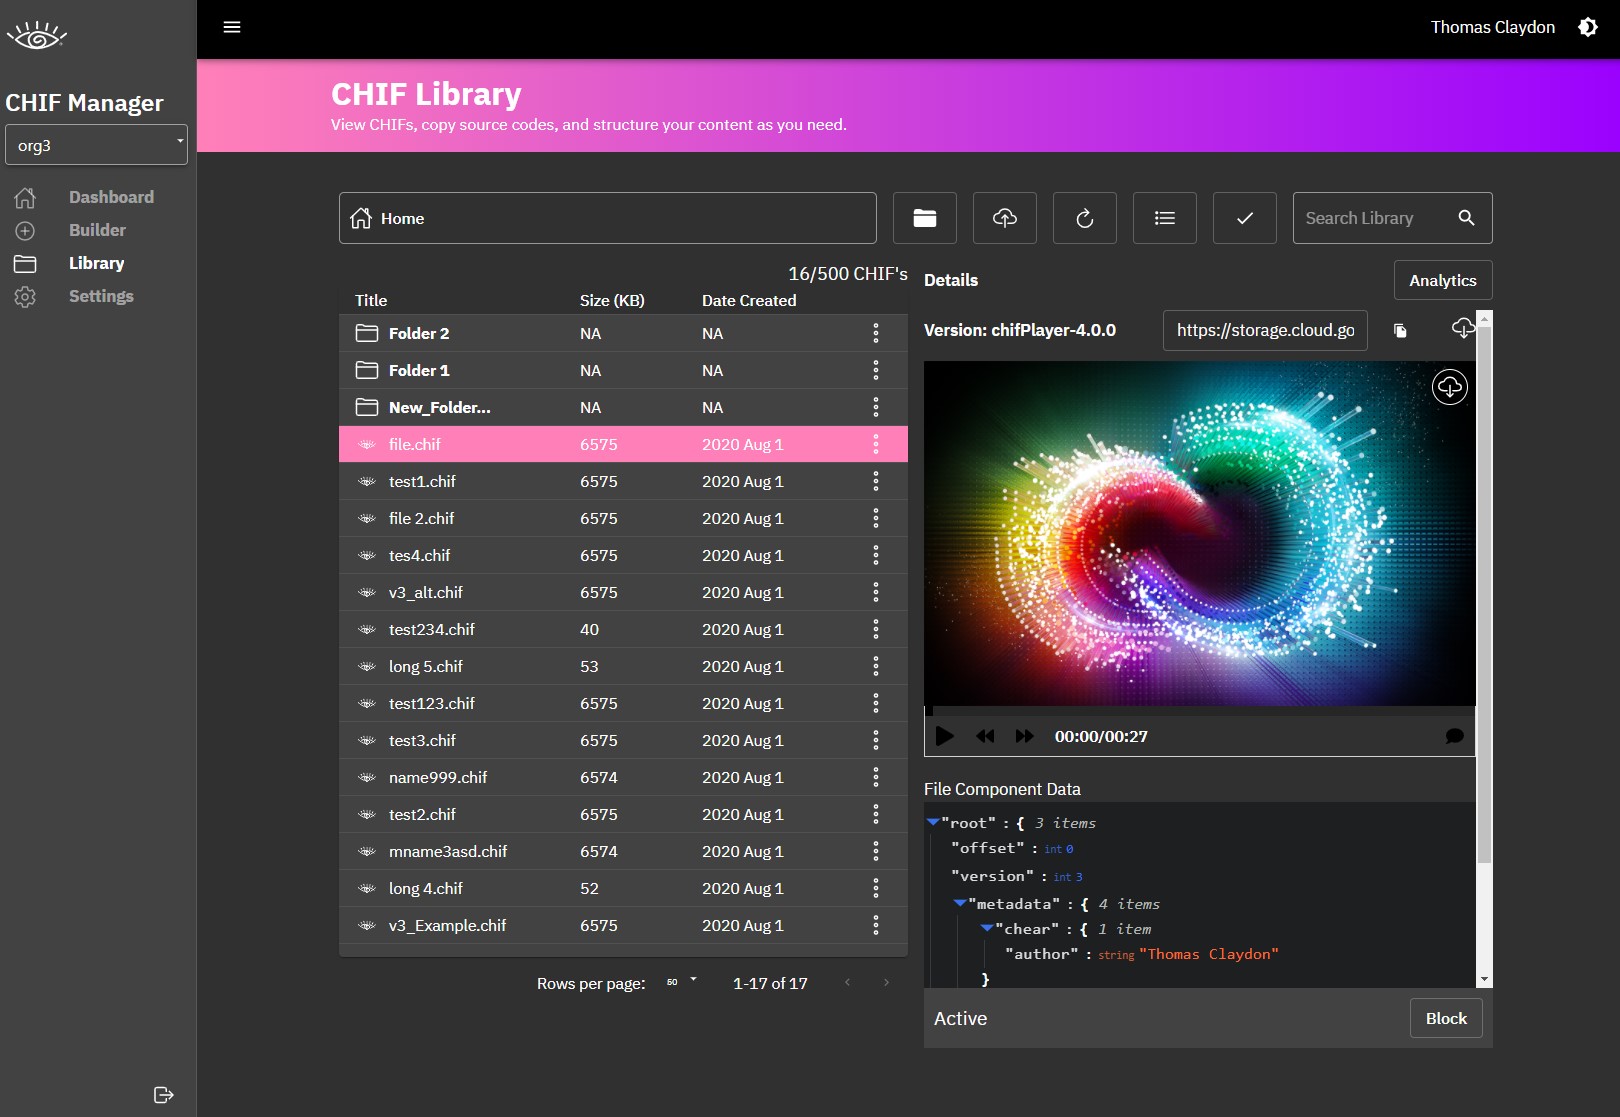 Thomas Claydon
CHIF Manager
org3
Dashboard
Builder
Library
Settings
CHIF Library
View CHIFs, copy source codes, and structure your content as you need.
Home
Search Library
16/500 CHIF's
Title Size (KB) Date Created
Folder 2 NA NA
Folder 1 NA NA
New_Folder... NA NA
file.chif 6575 2020 Aug 1
test1.chif 6575 2020 Aug 1
file 2.chif 6575 2020 Aug 1
tes4.chif 6575 2020 Aug 1
v3_alt.chif 6575 2020 Aug 1
test234.chif 40 2020 Aug 1
long 5.chif 53 2020 Aug 1
test123.chif 6575 2020 Aug 1
test3.chif 6575 2020 Aug 1
name999.chif 6574 2020 Aug 1
test2.chif 6575 2020 Aug 1
mname3asd.chif 6574 2020 Aug 1
long 4.chif 52 2020 Aug 1
v3_Example.chif 6575 2020 Aug 1
Rows per page: 50 1-17 of 17
Details
Analytics
Version: chifPlayer-4.0.0 https://storage.cloud.go
00:00/00:27
File Component Data
"root" : { 3 items
"offset" : int 0
"version" : int 3
"metadata" : { 4 items
"chear" : { 1 item
"author" : string "Thomas Claydon"
}
Active
Block